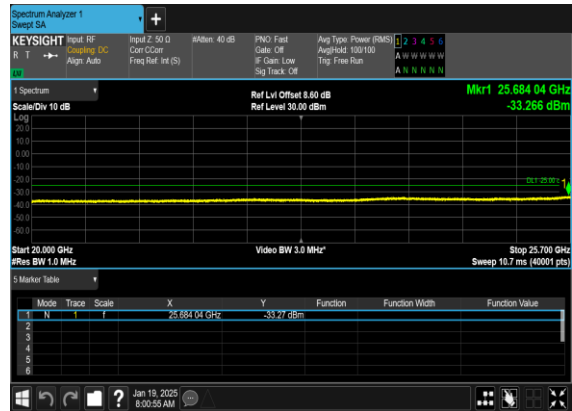 Spectrum Analyzer 1
Swept SA
+
KEYSIGHT Input: RF Input Z: 50 Ω #Atten: 40 dB PNO: Fast Avg Type: Power (RMS) 1 2 3 4 5 6
R T Coupling: DC Corr CCorr Gate: Off Avg|Hold: 100/100 A W W W W W
Align: Auto Freq Ref: Int (S) IF Gain: Low Trig: Free Run
Sig Track: Off A N N N N N
1 Spectrum Ref Lvl Offset 8.60 dB Mkr1 25.684 04 GHz
Scale/Div 10 dB Ref Level 30.00 dBm -33.266 dBm
Log
20.0
10.0
0.00
-10.0
-20.0
1
-30.0
-40.0
-50.0
-60.0
Start 20.000 GHz Video BW 3.0 MHz* Stop 25.700 GHz
#Res BW 1.0 MHz Sweep 10.7 ms (40001 pts)
5 Marker Table
Mode Trace Scale X Y Function Function Width Function Value
1 N 1 f 25.684 04 GHz -33.27 dBm
2
3
4
5
6
? Jan 19, 2025
8:00:55 AM